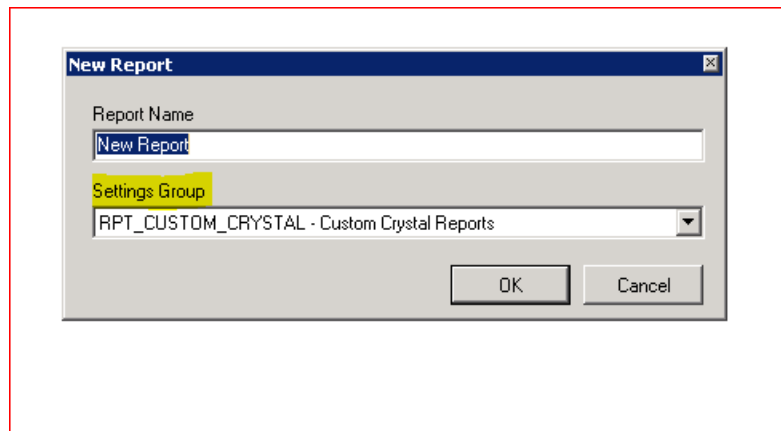 New Report
Report Name
New Report
Settings Group
RPT_CUSTOM_CRYSTAL - Custom Crystal Reports
OK Cancel